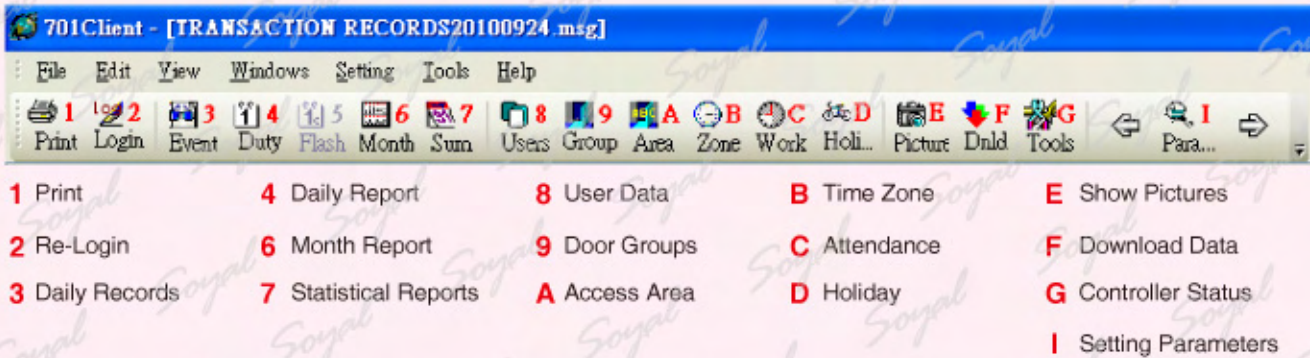 701Client - [TRANSACTION RECORDS20100924.msg]
File Edit View Windows Setting Tools Help
1 2 3 4 5 6 7 8 9 A B C D E F G I
Print Login Event Duty Flash Month Sum Users Group Area Zone Work Holi... Picture Dnld Tools Para...
1 Print 4 Daily Report 8 User Data B Time Zone E Show Pictures
2 Re-Login 6 Month Report 9 Door Groups C Attendance F Download Data
3 Daily Records 7 Statistical Reports A Access Area D Holiday G Controller Status
I Setting Parameters
Soyal